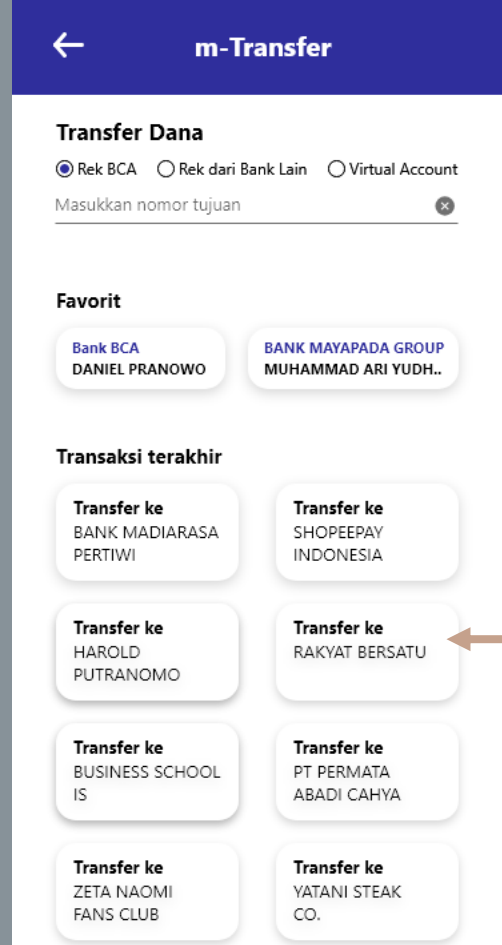 m-Transfer
Transfer Dana
Rek BCA Rek dari Bank Lain Virtual Account
Masukkan nomor tujuan
Favorit
Bank BCA
DANIEL PRANOWO
BANK MAYAPADA GROUP
MUHAMMAD ARI YUDH..
Transaksi terakhir
Transfer ke
BANK MADIARASA
PERTIWI
Transfer ke
SHOPEEPAY
INDONESIA
Transfer ke
HAROLD
PUTRANOMO
Transfer ke
RAKYAT BERSATU
Transfer ke
BUSINESS SCHOOL
IS
Transfer ke
PT PERMATA
ABADI CAHYA
Transfer ke
ZETA NAOMI
FANS CLUB
Transfer ke
YATANI STEAK
CO.